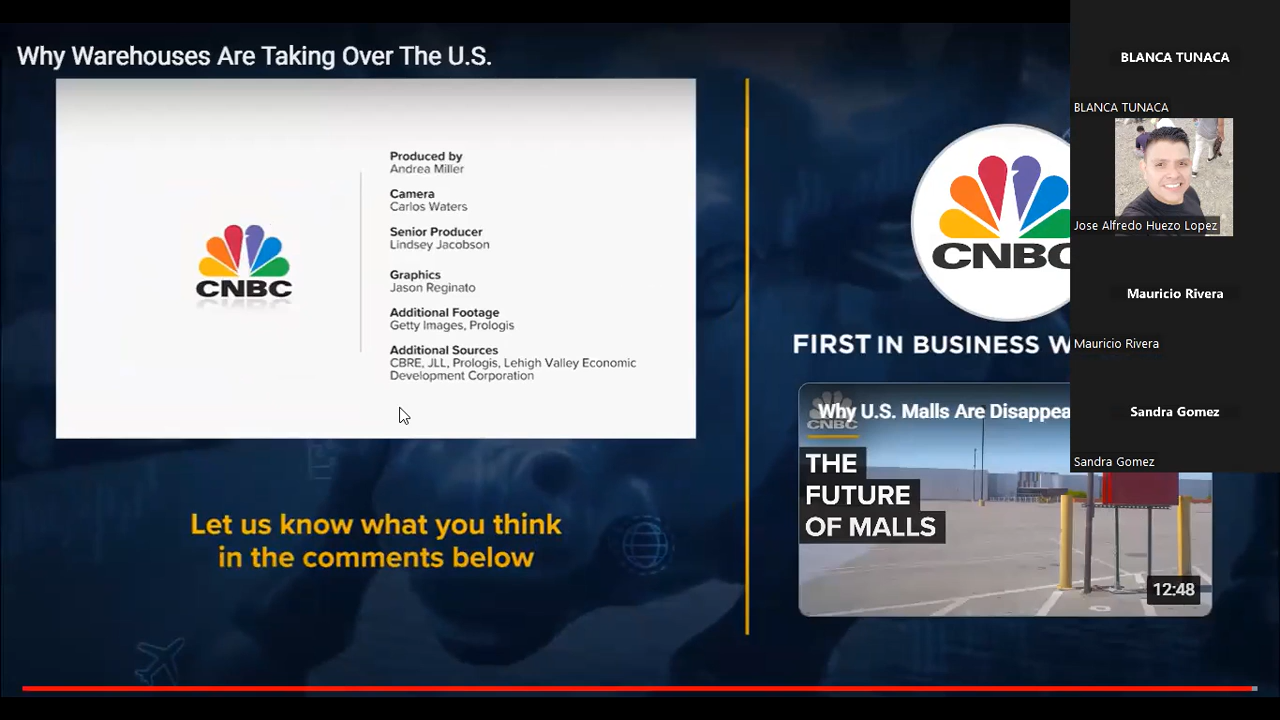 Why Warehouses Are Taking Over The U.S.
CNBC
Produced by
Andrea Miller
Camera
Carlos Waters
Senior Producer
Lindsey Jacobson
Graphics
Jason Reginato
Additional Footage
Getty Images, Prologis
Additional Sources
CBRE, JLL, Prologis, Lehigh Valley Economic
Development Corporation
Let us know what you think
in the comments below
CNBC
FIRST IN BUSINESS W
Why U.S. Malls Are Disappea
CNBC
THE
FUTURE
OF MALLS
12:48
BLANCA TUNACA
BLANCA TUNACA
Jose Alfredo Huezo Lopez
Mauricio Rivera
Mauricio Rivera
Sandra Gomez
Sandra Gomez